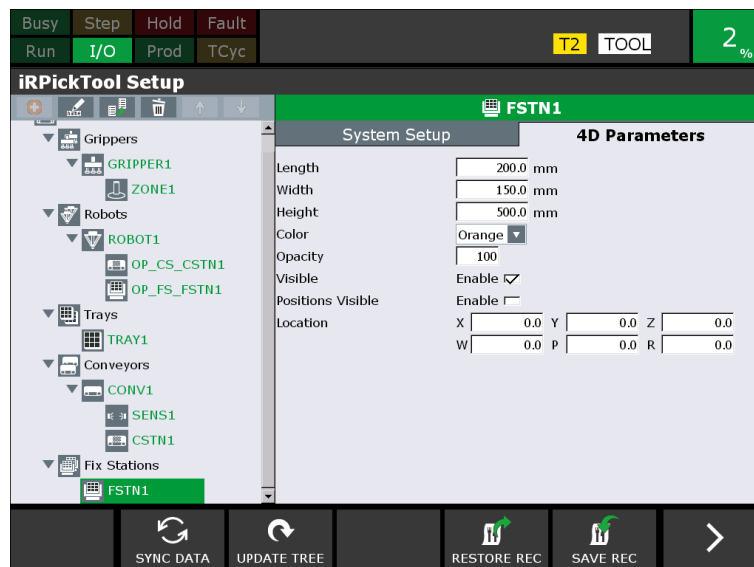 Busy Step Hold Fault
Run I/O Prod TCyc
T2 TOOL
2 %
iRPickTool Setup
FSTN1
System Setup 4D Parameters
Grippers
GRIPPER1
ZONE1
Robots
ROBOT1
OP_CS_CSTN1
OP_FS_FSTN1
Trays
TRAY1
Conveyors
CONV1
SENS1
CSTN1
Fix Stations
FSTN1
Length 200.0 mm
Width 150.0 mm
Height 500.0 mm
Color Orange
Opacity 100
Visible Enable
Positions Visible Enable
Location X 0.0 Y 0.0 Z 0.0
W 0.0 P 0.0 R 0.0
SYNC DATA UPDATE TREE RESTORE REC SAVE REC